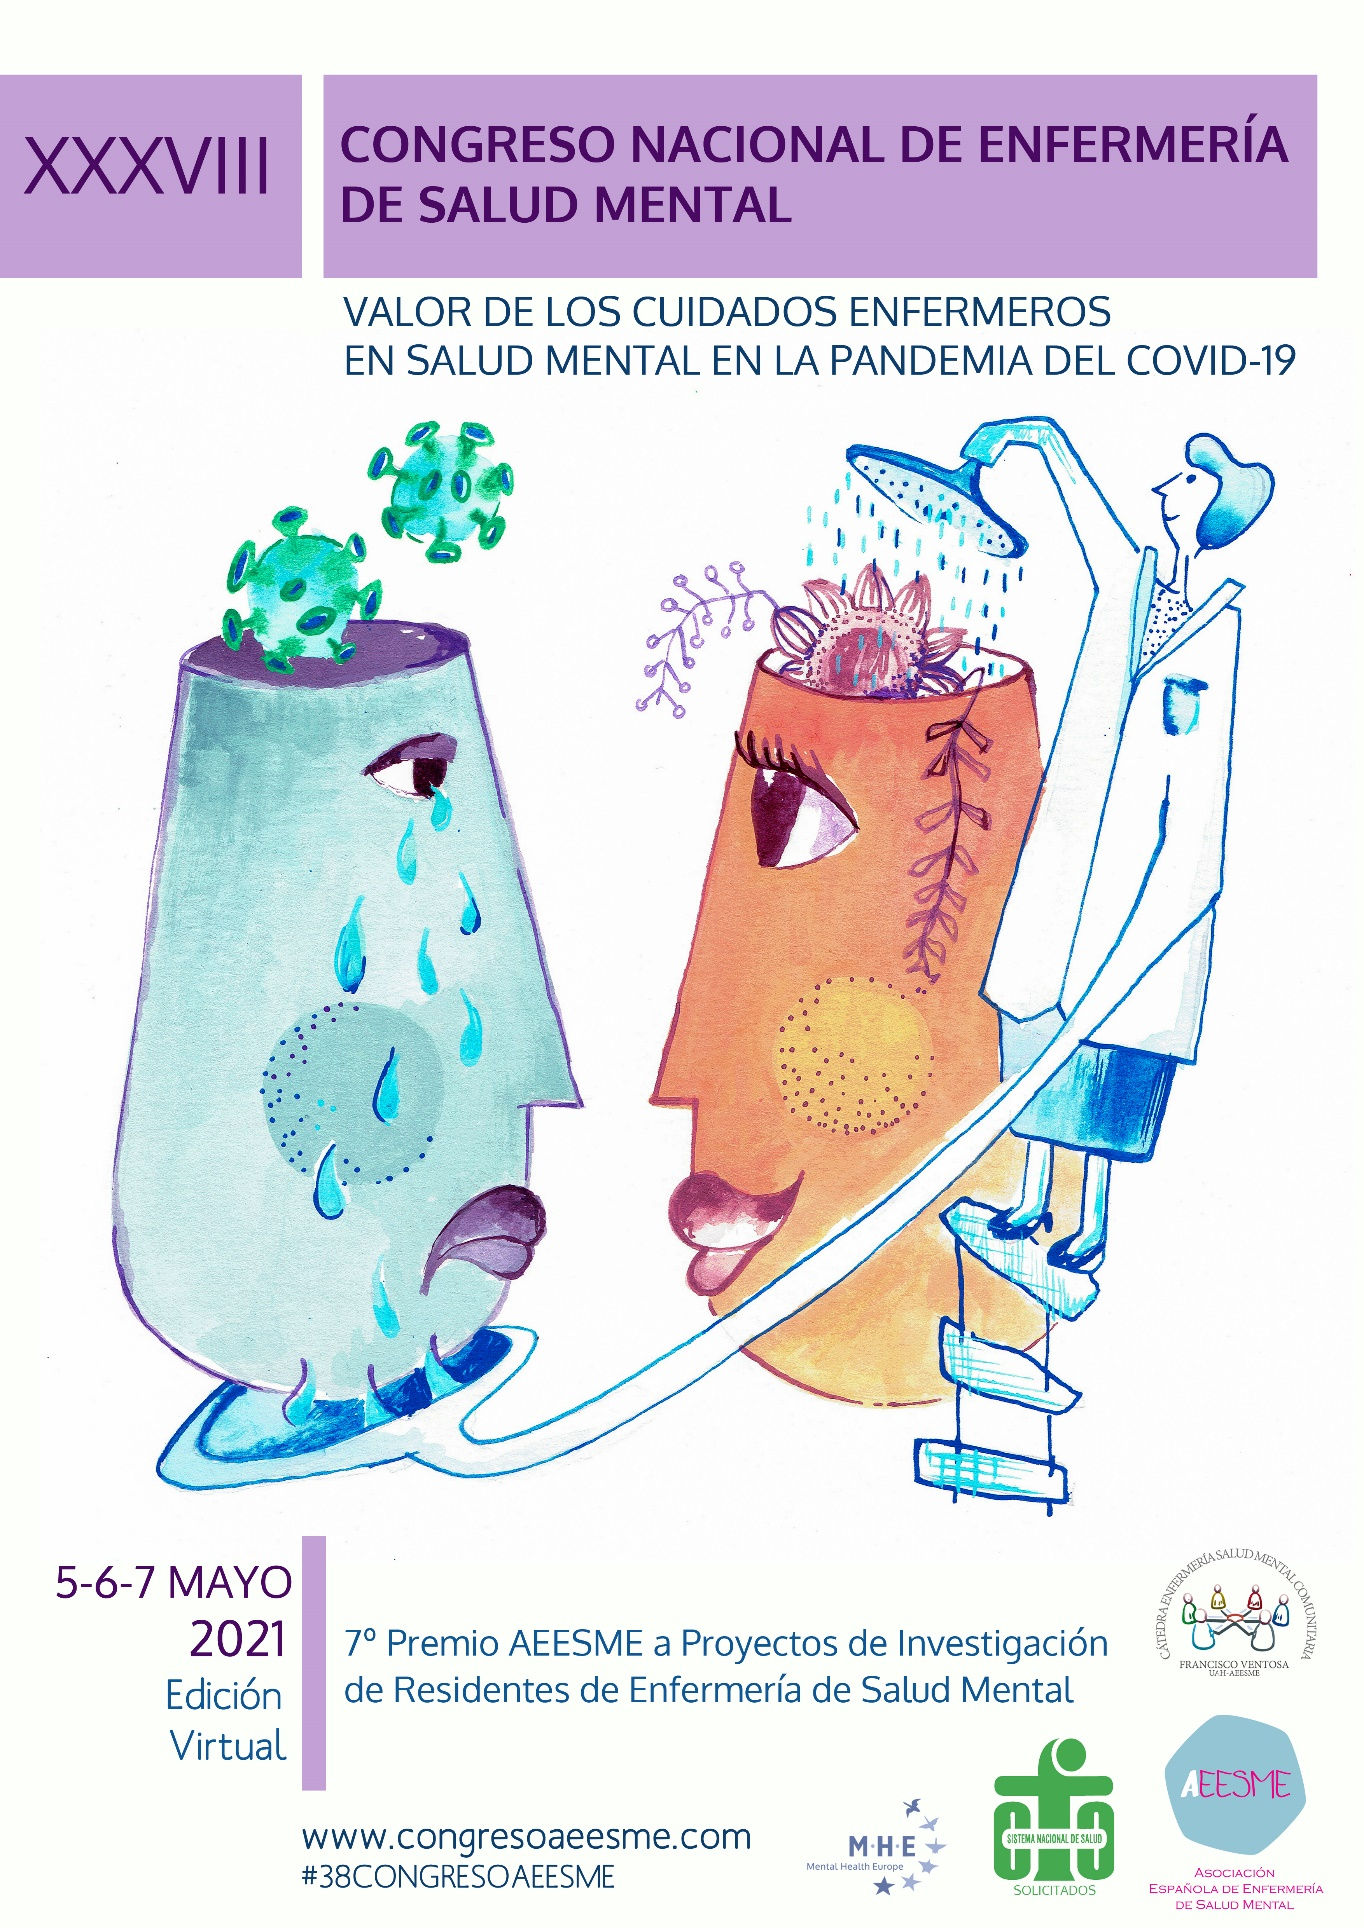 XXXVIII
CONGRESO NACIONAL DE ENFERMERÍA
DE SALUD MENTAL
VALOR DE LOS CUIDADOS ENFERMEROS
EN SALUD MENTAL EN LA PANDEMIA DEL COVID-19
5-6-7 MAYO
2021
Edición
Virtual
7º Premio AEESME a Proyectos de Investigación
de Residentes de Enfermería de Salud Mental
www.congresoaeesme.com
#38CONGRESOAEESME
CÁTEDRA ENFERMERÍA SALUD MENTAL COMUNITARIA
FRANCISCO VENTOSA
UAH-AEESME
M·H·E
Mental Health Europe
SISTEMA NACIONAL DE SALUD
SOLICITADOS
AEESME
ASOCIACIÓN
ESPAÑOLA DE ENFERMERÍA
DE SALUD MENTAL